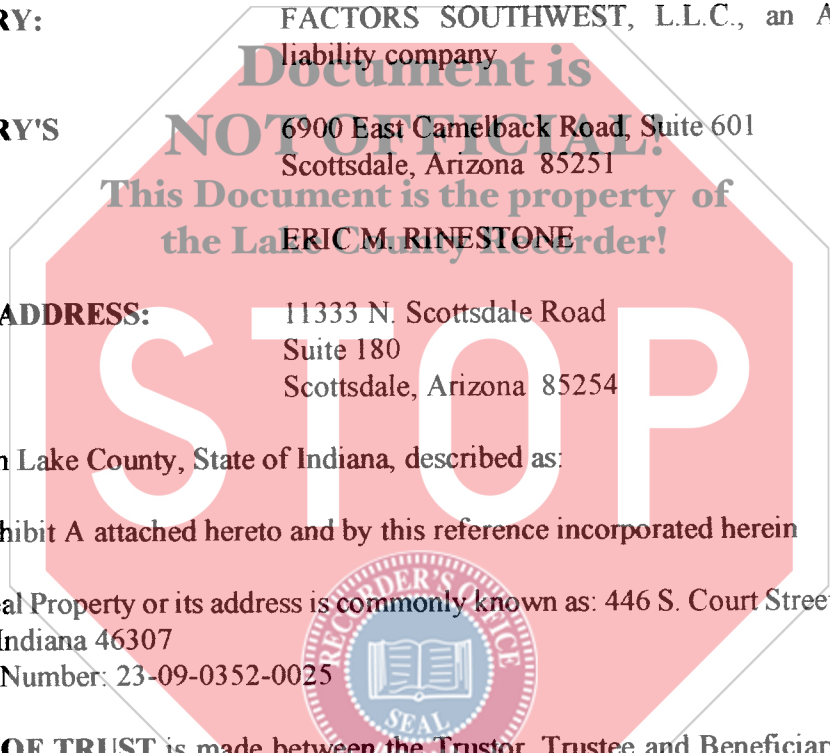 RY: FACTORS SOUTHWEST, L.L.C., an A
liability company
Document is
RY'S 6900 East Camelback Road, Suite 601
NOT OFFICIAL!
Scottsdale, Arizona 85251
This Document is the property of
ERIC M. RINESTONE
the Lake County Recorder!
ADDRESS: 11333 N. Scottsdale Road
Suite 180
Scottsdale, Arizona 85254
STOP
n Lake County, State of Indiana, described as:
hibit A attached hereto and by this reference incorporated herein
RECORDER'S OFFICE
al Property or its address is commonly known as: 446 S. Court Street
Indiana 46307
Number: 23-09-0352-0025
SEAL
OF TRUST is made between the Trustor, Trustee and Beneficiar